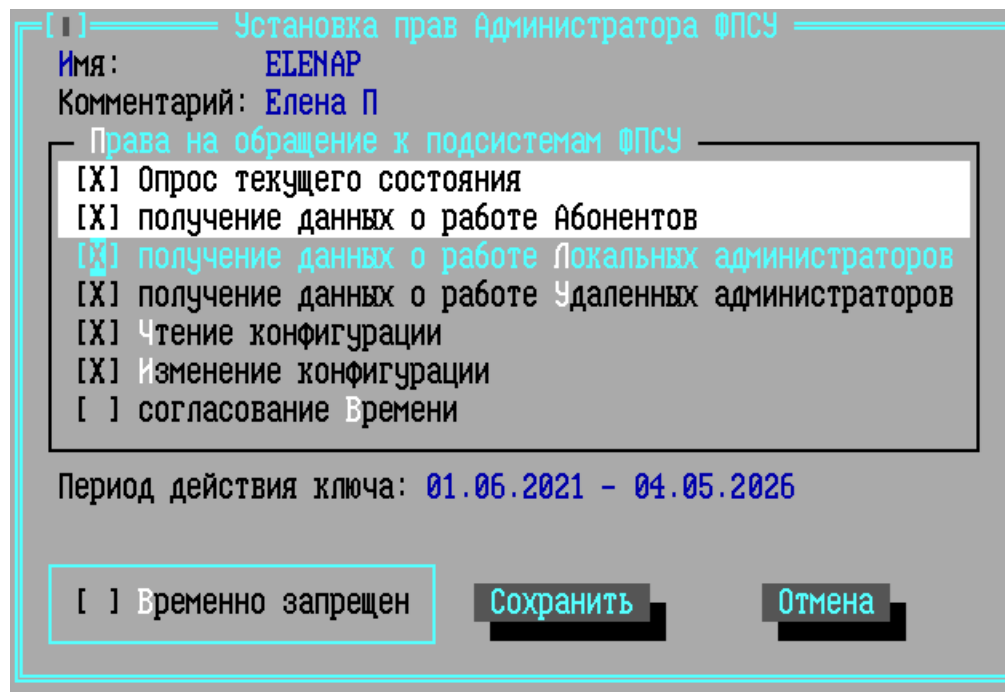 [▮] Установка прав Администратора ФПСУ
Имя: ELENAP
Комментарий: Елена П
Права на обращение к подсистемам ФПСУ
[X] Опрос текущего состояния
[X] получение данных о работе Абонентов
[X] получение данных о работе Локальных администраторов
[X] получение данных о работе Удаленных администраторов
[X] Чтение конфигурации
[X] Изменение конфигурации
[ ] согласование Времени
Период действия ключа: 01.06.2021 - 04.05.2026
[ ] Временно запрещен Сохранить Отмена